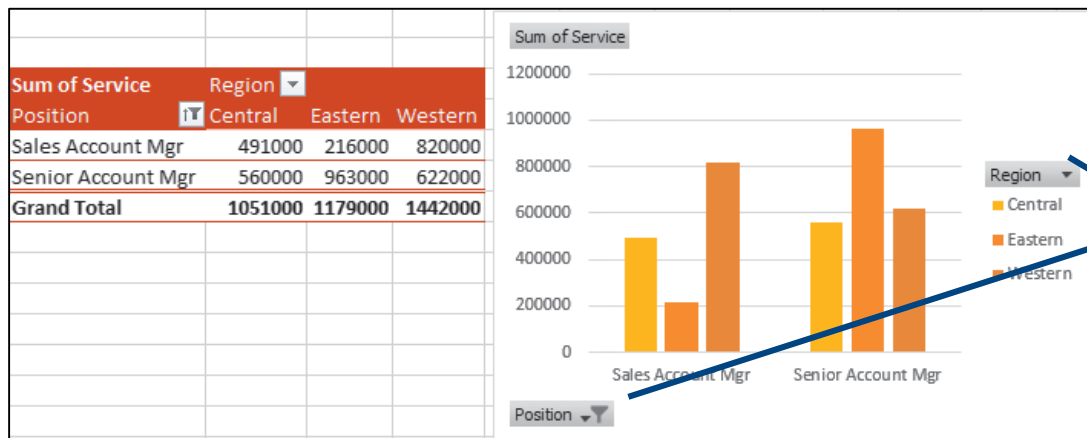 Sum of Service Region
Position Central Eastern Western
Sales Account Mgr 491000 216000 820000
Senior Account Mgr 560000 963000 622000
Grand Total 1051000 1179000 1442000
Sum of Service
1200000
1000000
800000
600000
400000
200000
0
Sales Account Mgr Senior Account Mgr
Region
Central
Eastern
Western
Position